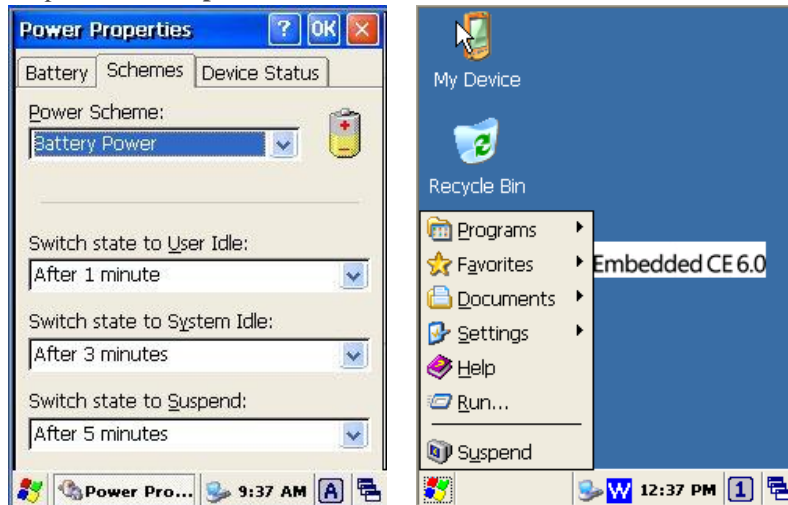 Power Properties ? OK ×
Battery Schemes Device Status
Power Scheme:
Battery Power
Switch state to User Idle:
After 1 minute
Switch state to System Idle:
After 3 minutes
Switch state to Suspend:
After 5 minutes
Power Pro... 9:37 AM A
My Device
Recycle Bin
Programs
Favorites
Embedded CE 6.0
Documents
Settings
Help
Run...
Suspend
W 12:37 PM 1